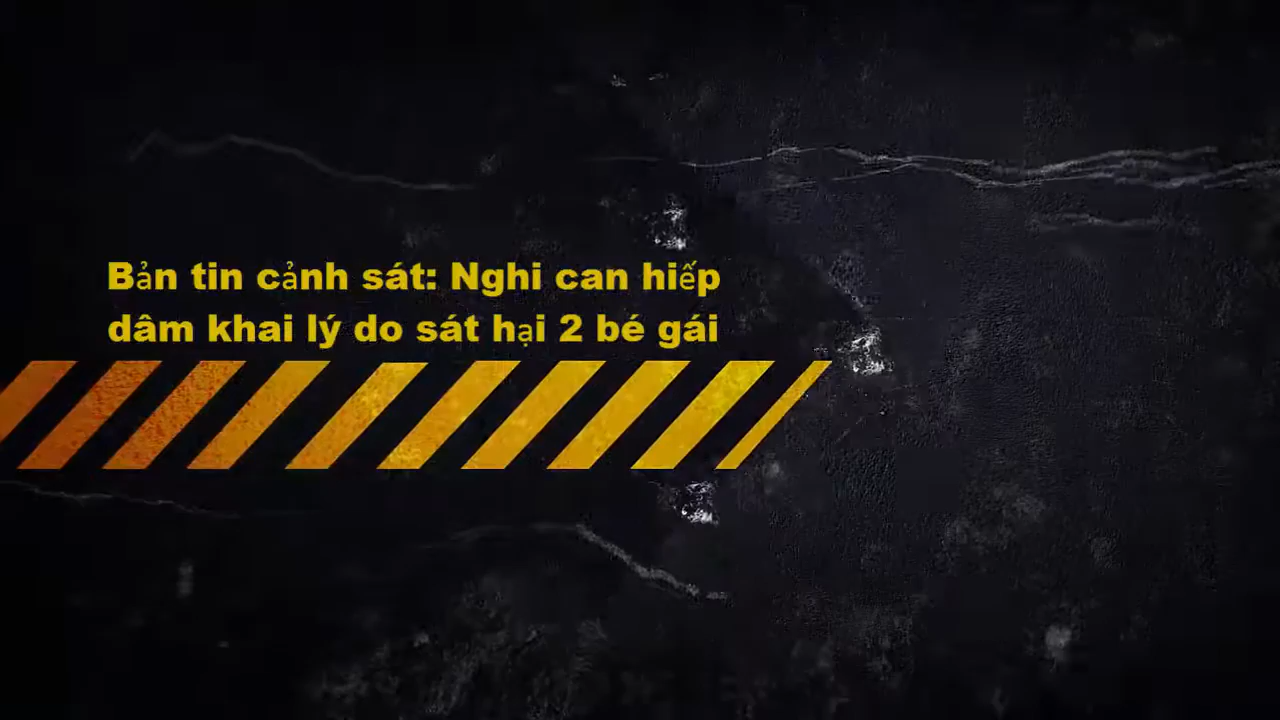 Bản tin cảnh sát: Nghi can hiếp
dâm khai lý do sát hại 2 bé gái